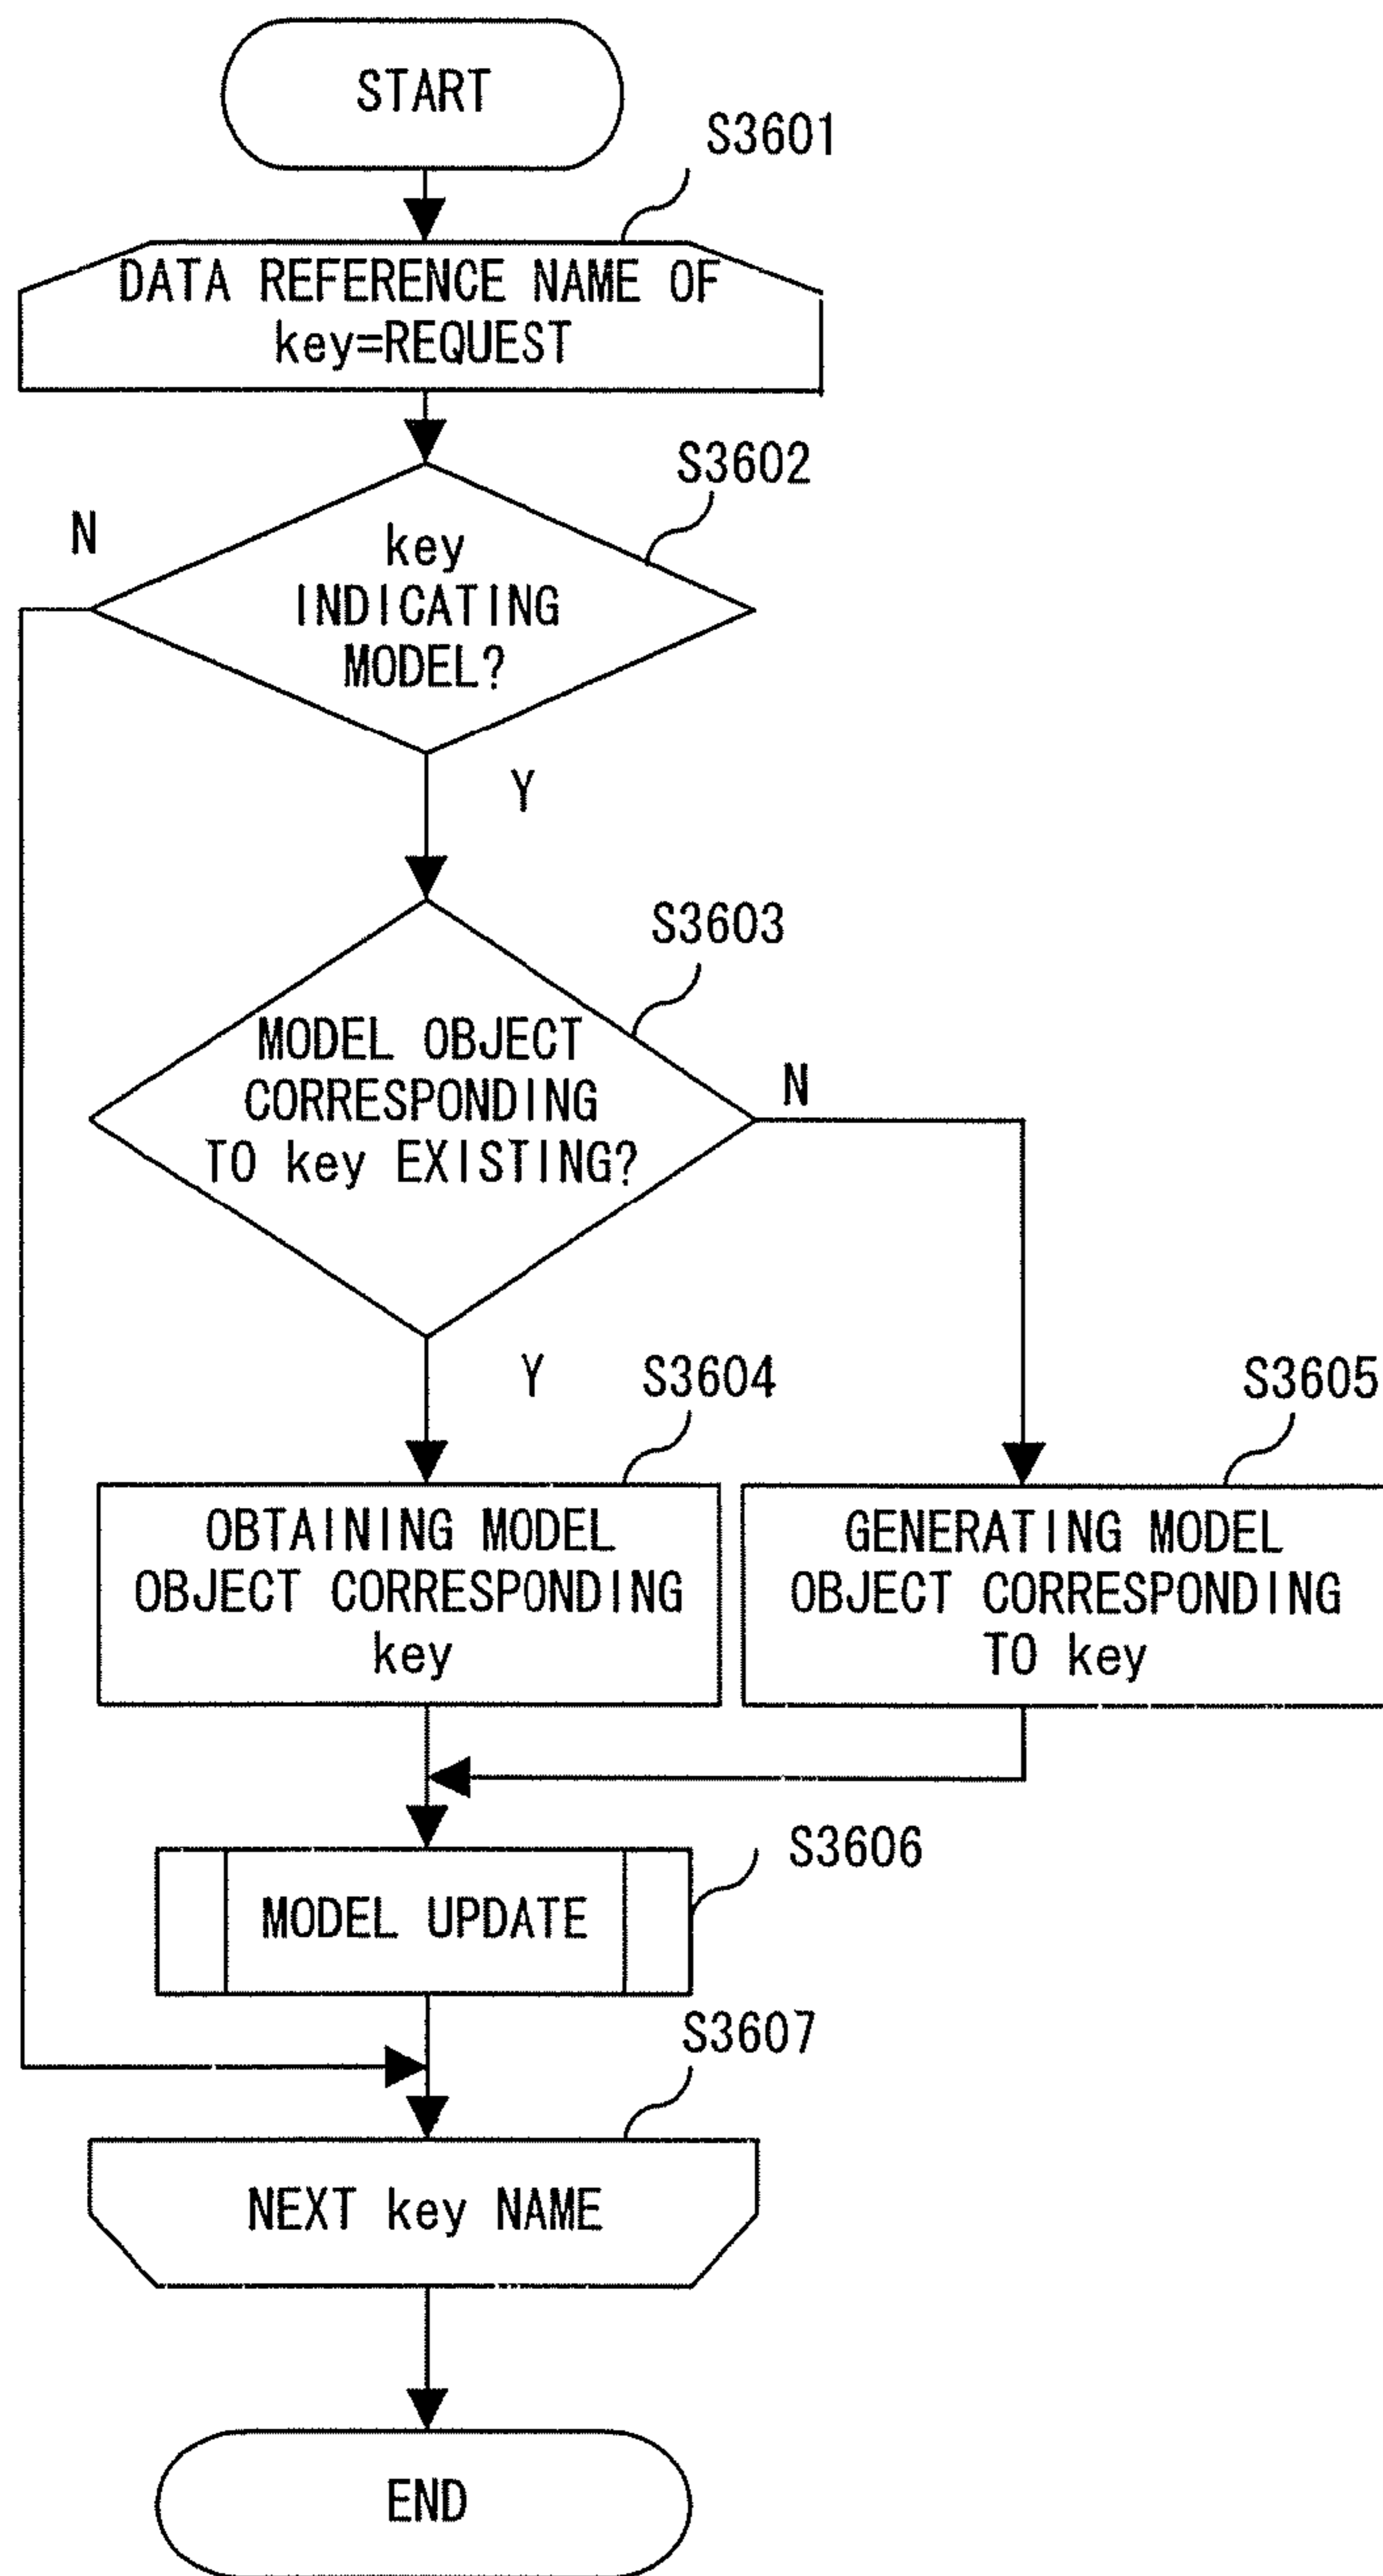 START
S3601
DATA REFERENCE NAME OF
key=REQUEST
S3602
N
key
INDICATING
MODEL?
Y
S3603
MODEL OBJECT
CORRESPONDING
TO key EXISTING?
N
Y
S3604
S3605
OBTAINING MODEL
OBJECT CORRESPONDING
key
GENERATING MODEL
OBJECT CORRESPONDING
TO key
S3606
MODEL UPDATE
S3607
NEXT key NAME
END